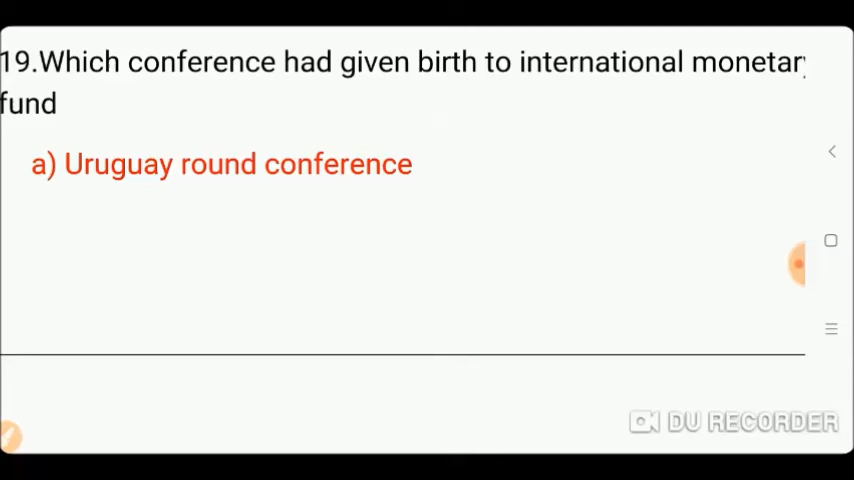 19.Which conference had given birth to international monetary
fund
a) Uruguay round conference
DU RECORDER